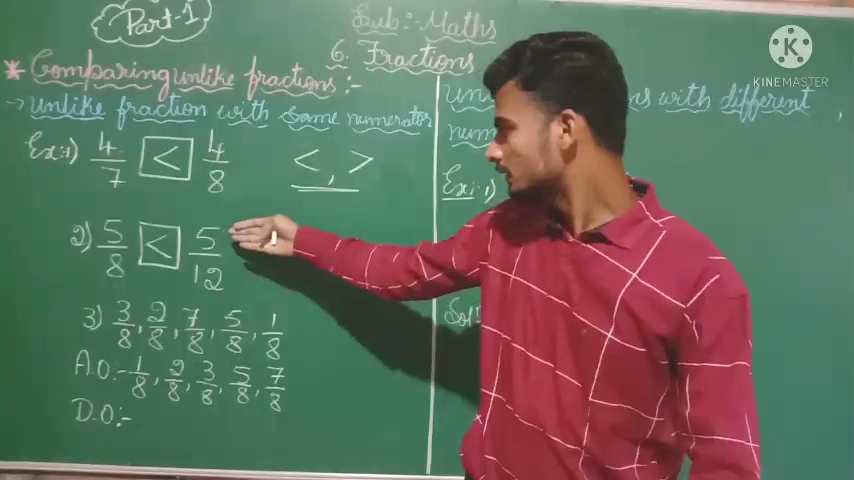 Part-1
Sub:- Maths
6. Fractions
* Comparing unlike fractions:-
→ Unlike fraction with same numerator
Ex:1) 4/7 < 4/8 <, >
2) 5/8 < 5/12
3) 3/8, 2/8, 7/8, 5/8, 1/8
A.O:- 1/8, 2/8, 3/8, 5/8, 7/8
D.O:-
with different
Ex:-1)
Sol
K
KINEMASTER